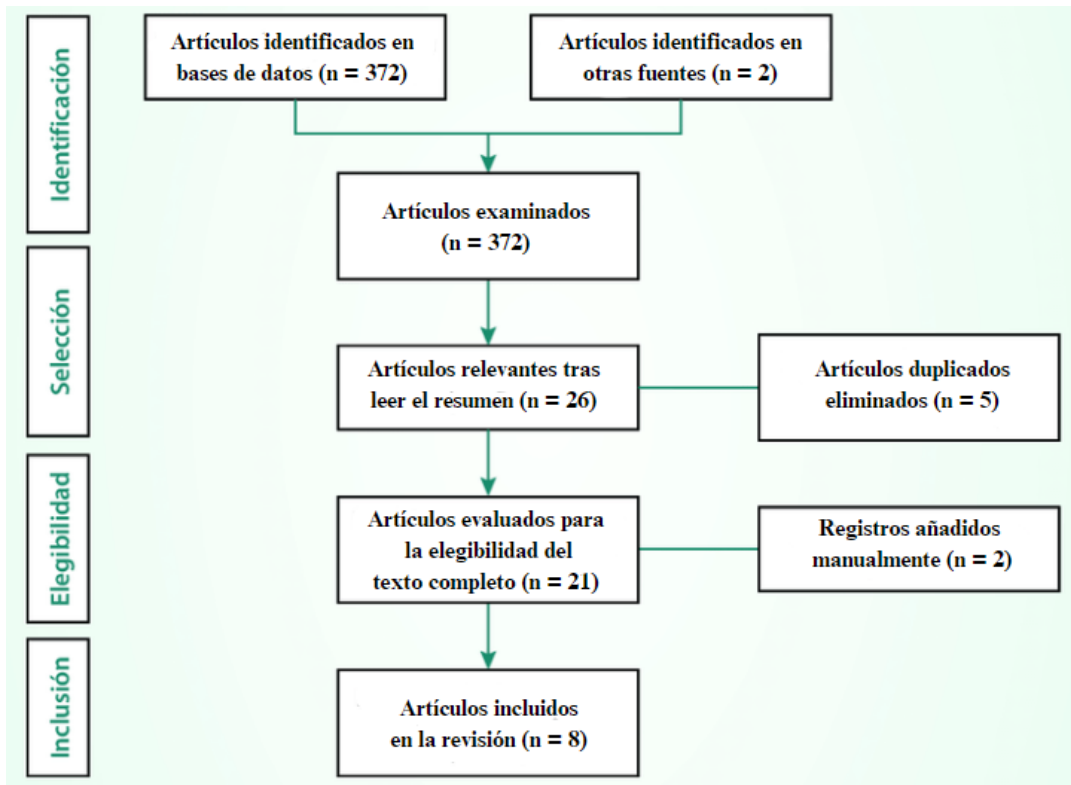 Identificación
Artículos identificados en
bases de datos (n = 372)
Artículos identificados en
otras fuentes (n = 2)
Artículos examinados
(n = 372)
Selección
Artículos relevantes tras
leer el resumen (n = 26)
Artículos duplicados
eliminados (n = 5)
Elegibilidad
Artículos evaluados para
la elegibilidad del
texto completo (n = 21)
Registros añadidos
manualmente (n = 2)
Inclusión
Artículos incluidos
en la revisión (n = 8)